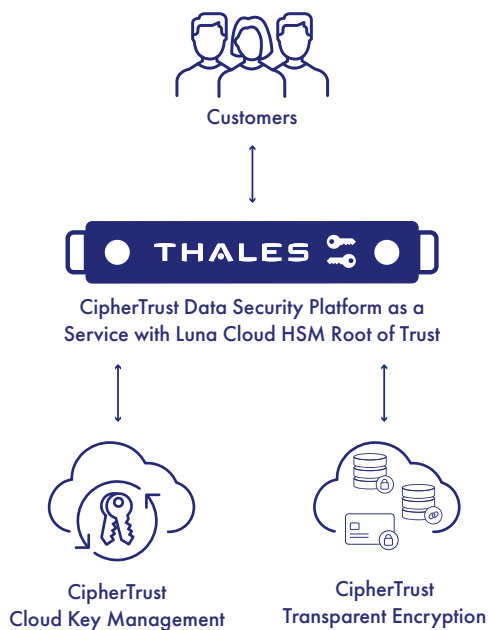 Customers
THALES
CipherTrust Data Security Platform as a
Service with Luna Cloud HSM Root of Trust
CipherTrust
Cloud Key Management
CipherTrust
Transparent Encryption